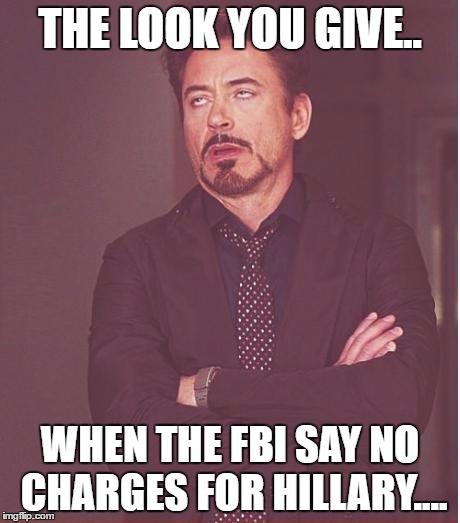 THE LOOK YOU GIVE..
WHEN THE FBI SAY NO
CHARGES FOR HILLARY....
imgflip.com